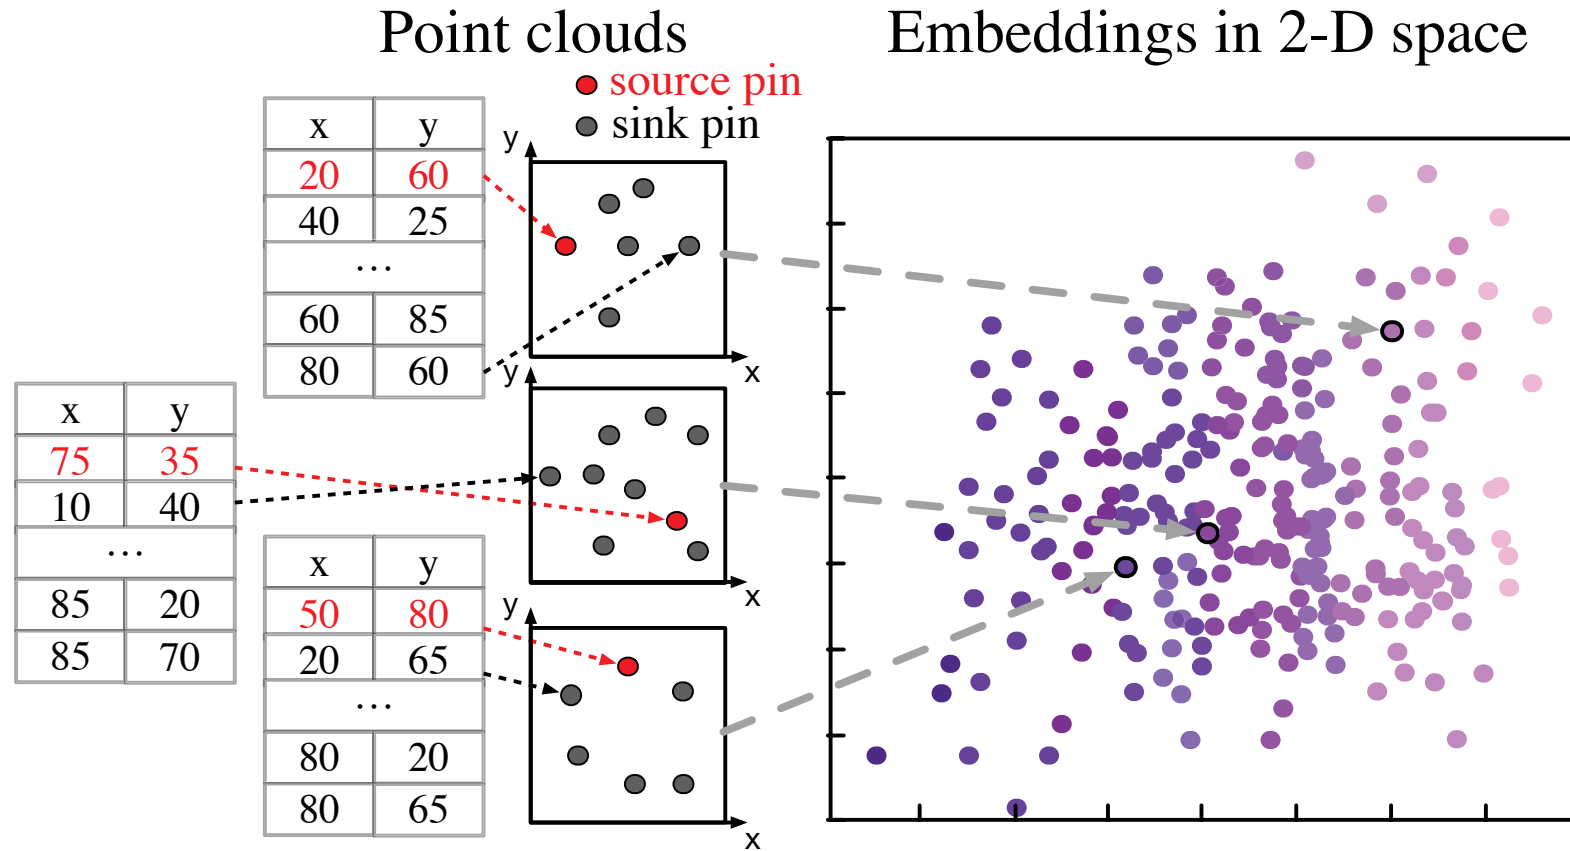 Point clouds
Embeddings in 2-D space
source pin
sink pin
x y
20 60
40 25
...
60 85
80 60
y
x
x y
75 35
10 40
...
85 20
85 70
y
x
x y
50 80
20 65
...
80 20
80 65
y
x